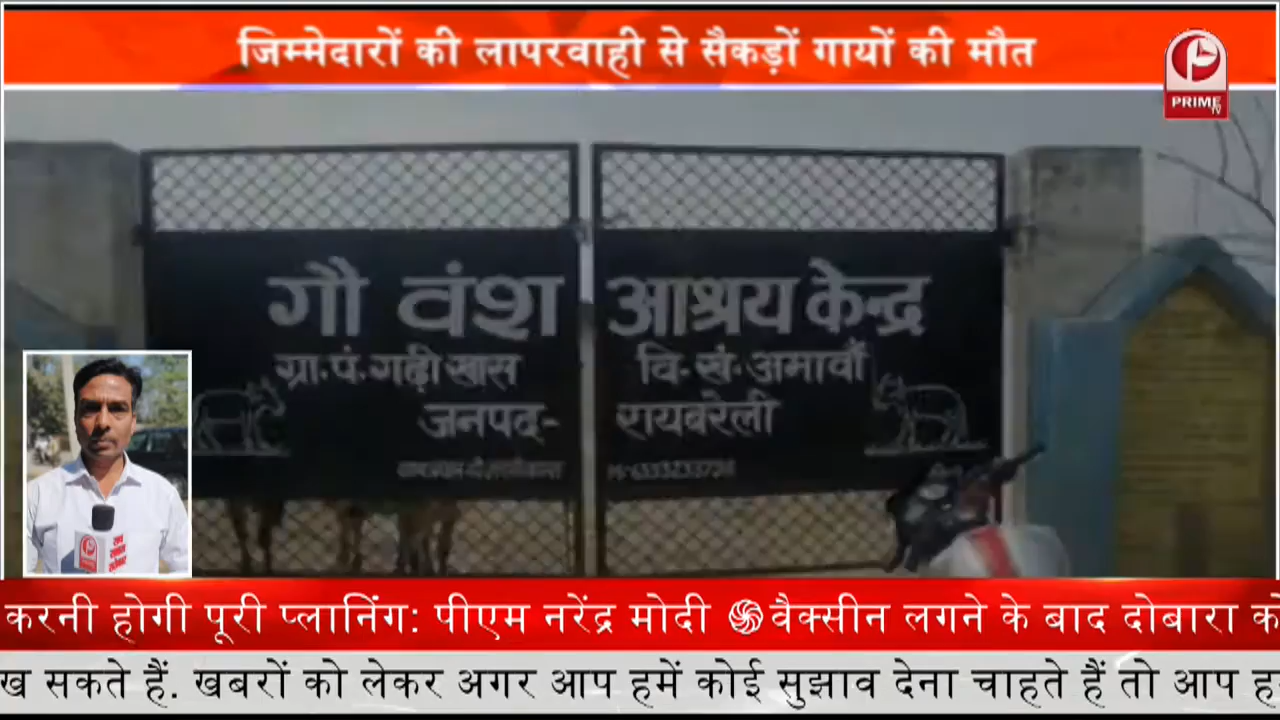 जिम्मेदारों की लापरवाही से सैकड़ों गायों की मौत
PRIME
TV
गौ वंश आश्रय केन्द्र
ग्रा. पं. गढ़ी खास वि. खं. अमावाँ
जनपद- रायबरेली
करनी होगी पूरी प्लानिंग: पीएम नरेंद्र मोदी वैक्सीन लगने के बाद दोबारा को
ख सकते हैं. खबरों को लेकर अगर आप हमें कोई सुझाव देना चाहते हैं तो आप ह